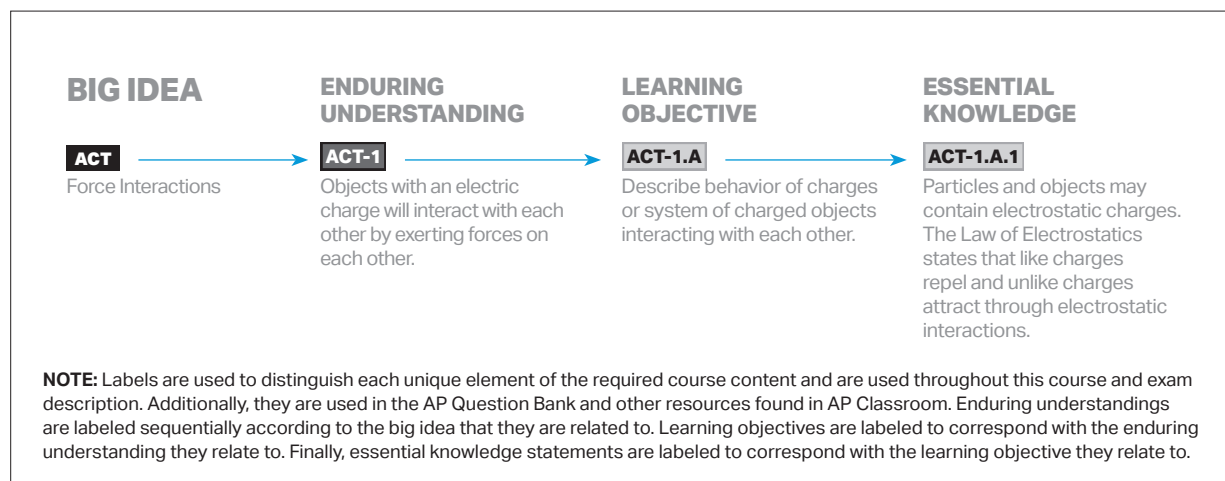 BIG IDEA
ACT
Force Interactions
ENDURING
UNDERSTANDING
ACT-1
Objects with an electric
charge will interact with each
other by exerting forces on
each other.
LEARNING
OBJECTIVE
ACT-1.A
Describe behavior of charges
or system of charged objects
interacting with each other.
ESSENTIAL
KNOWLEDGE
ACT-1.A.1
Particles and objects may
contain electrostatic charges.
The Law of Electrostatics
states that like charges
repel and unlike charges
attract through electrostatic
interactions.
NOTE: Labels are used to distinguish each unique element of the required course content and are used throughout this course and exam
description. Additionally, they are used in the AP Question Bank and other resources found in AP Classroom. Enduring understandings
are labeled sequentially according to the big idea that they are related to. Learning objectives are labeled to correspond with the enduring
understanding they relate to. Finally, essential knowledge statements are labeled to correspond with the learning objective they relate to.